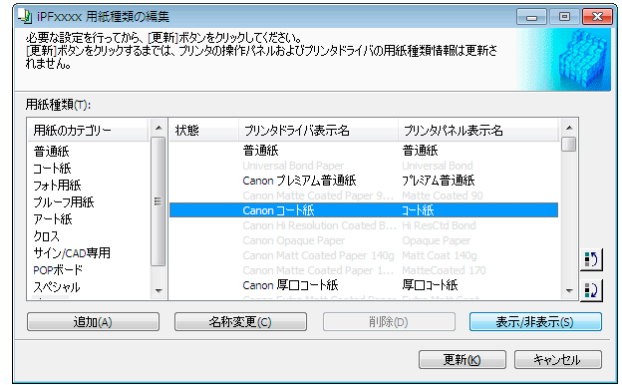 iPFxxxx 用紙種類の編集
必要な設定を行ってから、[更新]ボタンをクリックしてください。
[更新]ボタンをクリックするまでは、プリンタの操作パネルおよびプリンタドライバの用紙種類情報は更新さ
れません。
用紙種類(T):
用紙のカテゴリー 状態 プリンタドライバ表示名 プリンタパネル表示名
普通紙 普通紙 普通紙
コート紙 Universal Bond Paper Universal Bond
フォト用紙 Canon プレミアム普通紙 プレミアム普通紙
プルーフ用紙 Canon Matte Coated Paper 9... Matte Coated 90
アート紙 Canon コート紙 コート紙
クロス Canon Hi Resolution Coated B... Hi ResCtd Bond
サイン/CAD専用 Canon Opaque Paper Opaque Paper
POPボード Canon Matt Coated Paper 140g Matt Coat 140g
スペシャル Canon Matte Coated Paper 1... MatteCoated 170
Canon 厚口コート紙 厚口コート紙
追加(A) 名称変更(C) 削除(D) 表示/非表示(S)
更新(K) キャンセル